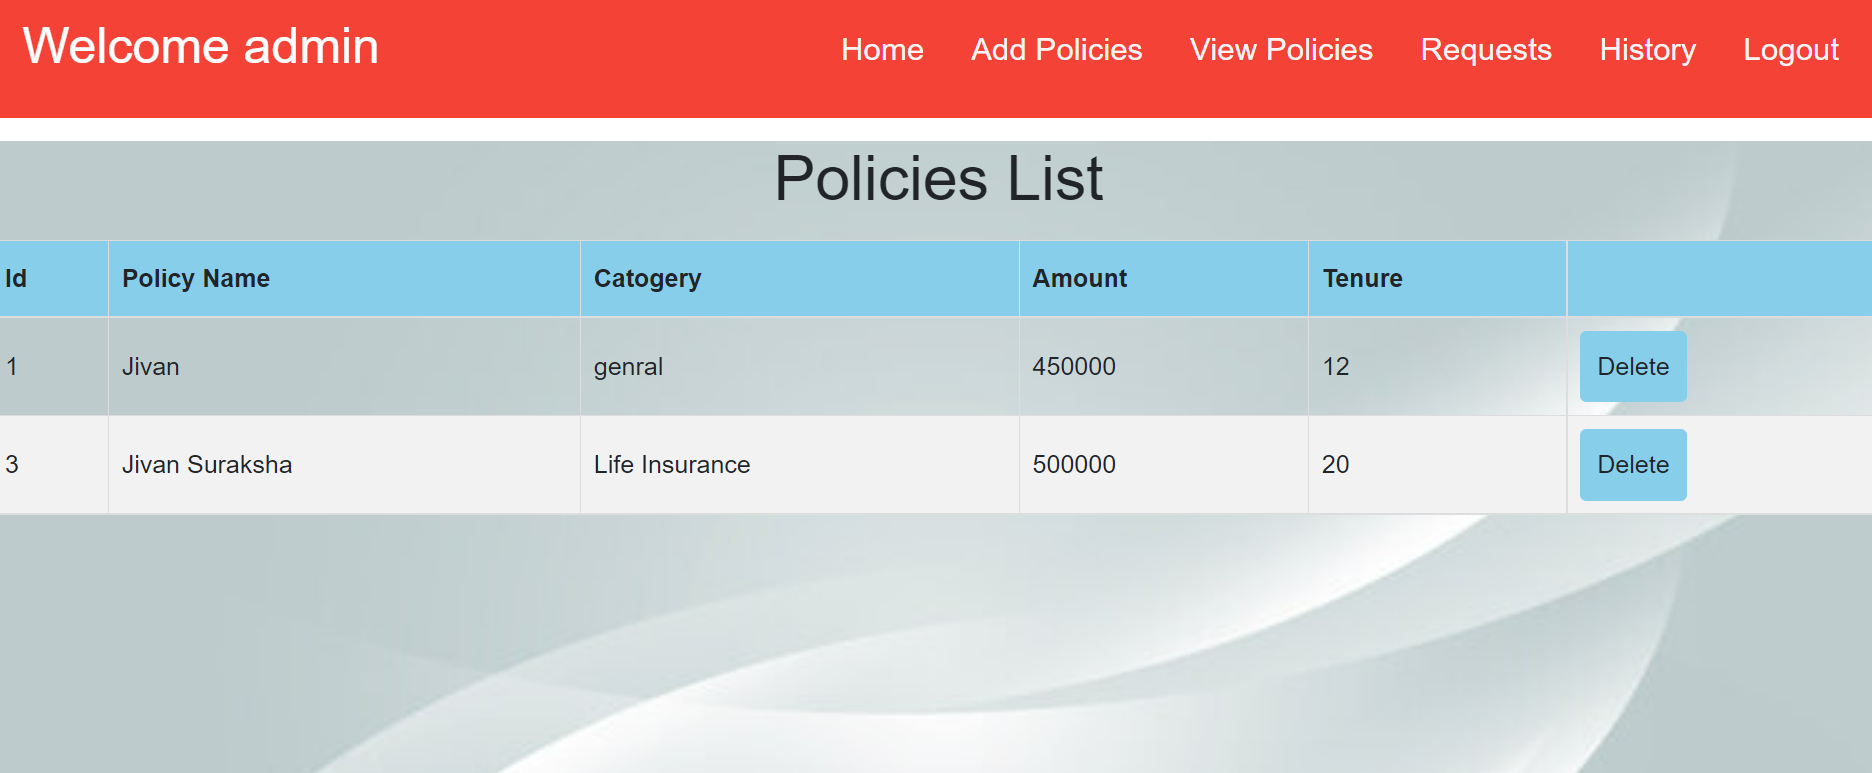 Welcome admin Home Add Policies View Policies Requests History Logout
Policies List
Id Policy Name Catogery Amount Tenure
1 Jivan genral 450000 12 Delete
3 Jivan Suraksha Life Insurance 500000 20 Delete